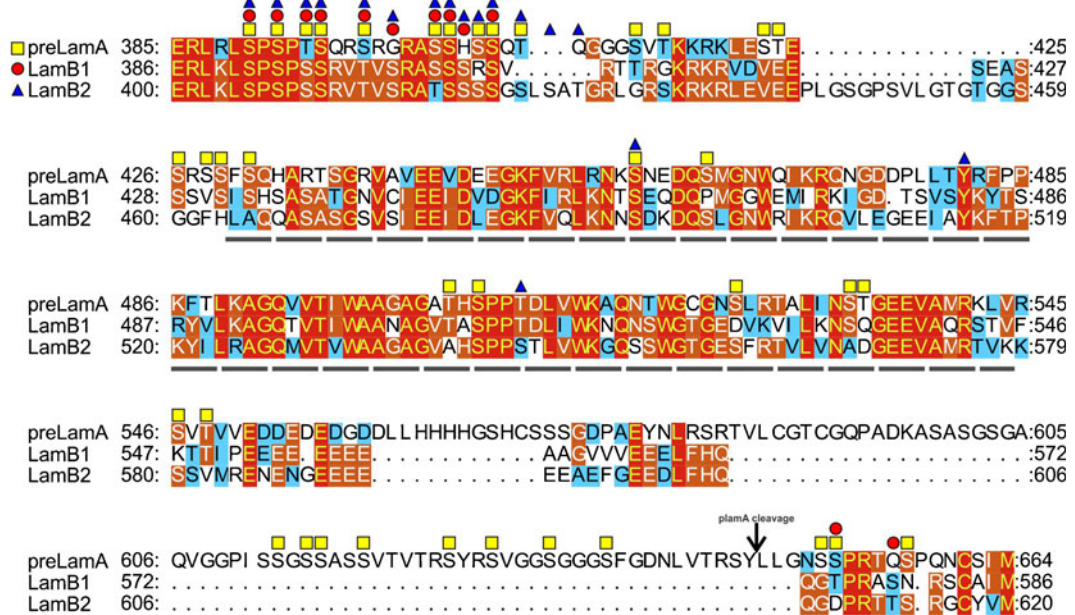 preLamA 385: ERLRLSPSPTSQRSRGRASSHSSQT...QGGGSVTKKRKLESTE................:425
LamB1 386: ERLKLSPSPSSRVTVSRASSSRSV......RTTRGKRKRVDVEE............SEAS:427
LamB2 400: ERLKLSPSPSSRVTVSRATSSSSGSLSATGRLGRSKRKRLEVEEPLGSGPSVLGTGTGGS:459
preLamA 426: SRSSFSQHARTSGRVAVEEVDEEGKFVRLRNKSNEDQSMGNWQIKRQNGDDPLLTYRFPP:485
LamB1 428: SSVSISHSASATGNVCIEEIDVDGKFIRLKNTSEQDQPMGGWEMIRKIGD.TSVSYKYTS:486
LamB2 460: GGFHLAQQASASGSVSIEEIDLEGKFVQLKNNSDKDQSLGNWRIKRQVLEGEEIAYKFTP:519
preLamA 486: KFTLKAGQVVTIWAAGAGATHSPPTDLVWKAQNTWGCGNSLRTALINSTGEEVAMRKLVR:545
LamB1 487: RYVLKAGQTVTIWAANAGVTASPPTDLIWKNQNSWGTGEDVKVILKNSQGEEVAQRSTVF:546
LamB2 520: KYILRAGQMVTVWAAGAGVAHSPPSTLVWKGQSSWGTGESFRTVLVNADGEEVAMRTVKK:579
preLamA 546: SVTVVEDDEDEDGDDLLHHHHGSHCSSSGDPAEYNLRSRTVLCGTCGQPADKASASGSGA:605
LamB1 547: KTTIPEEEE.EEEE............AAGVVVEEELFHQ.....................:572
LamB2 580: SSVMRENENGEEEE............EEAEFGEEDLFHQ.....................:606
plamA cleavage
preLamA 606: QVGGPISSGSSASSVTVTRSYRSVGGSGGGSFGDNLVTRSYLLGNSSPRTQSPQNCSIM:664
LamB1 572: ............................................QGTPRASN.RSCAIM:586
LamB2 606: ............................................QGDPRTTS.RGCYVM:620